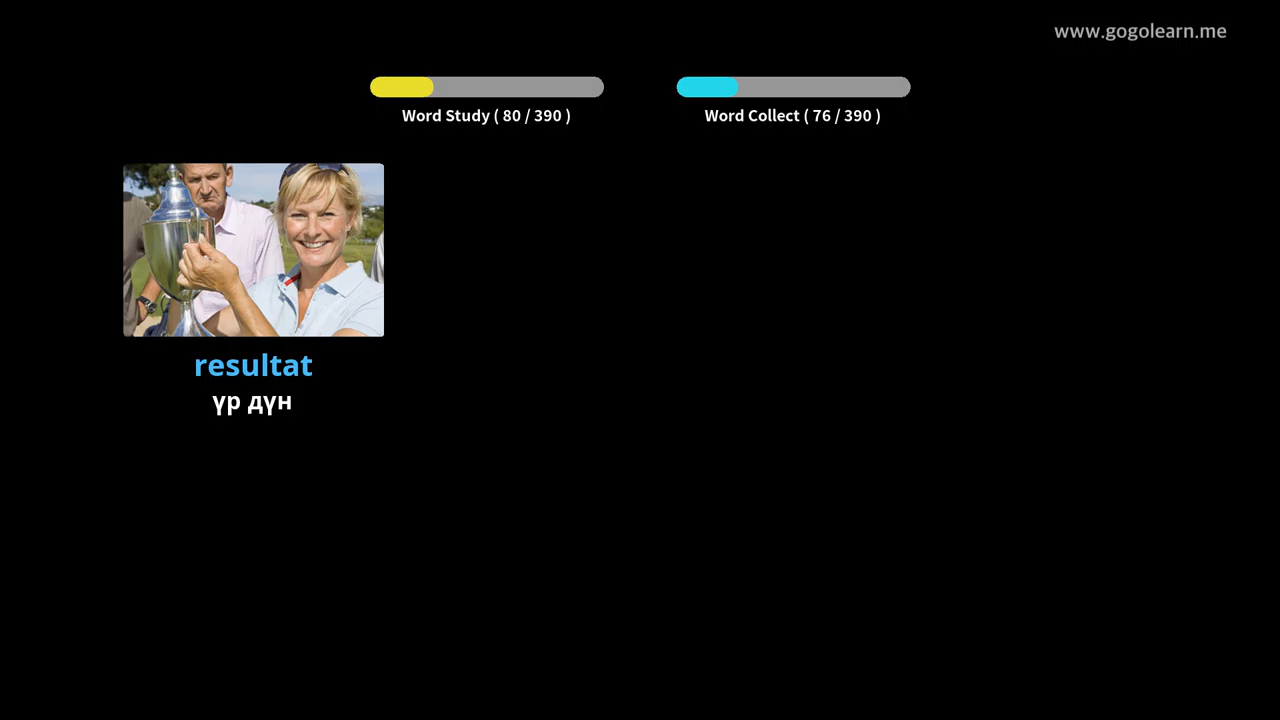 www.gogolearn.me
Word Study ( 80 / 390 )
Word Collect ( 76 / 390 )
resultat
үр дүн